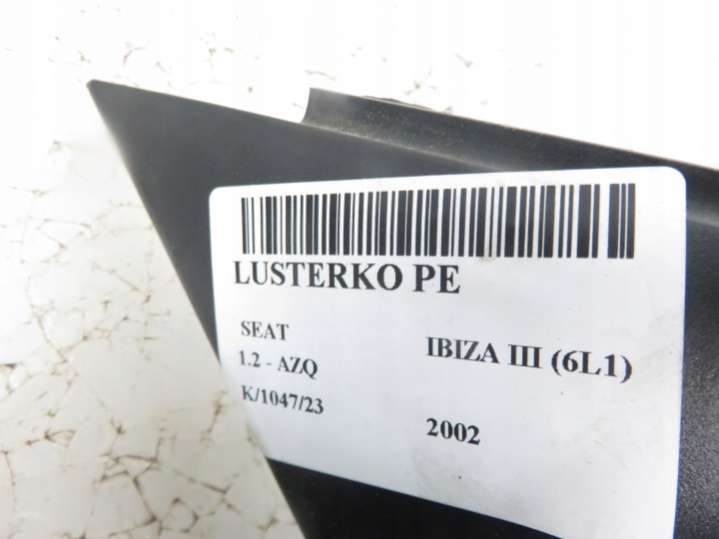 LUSTERKO PE
SEAT
IBIZA III (6L1)
1.2 - AZQ
K/1047/23
2002